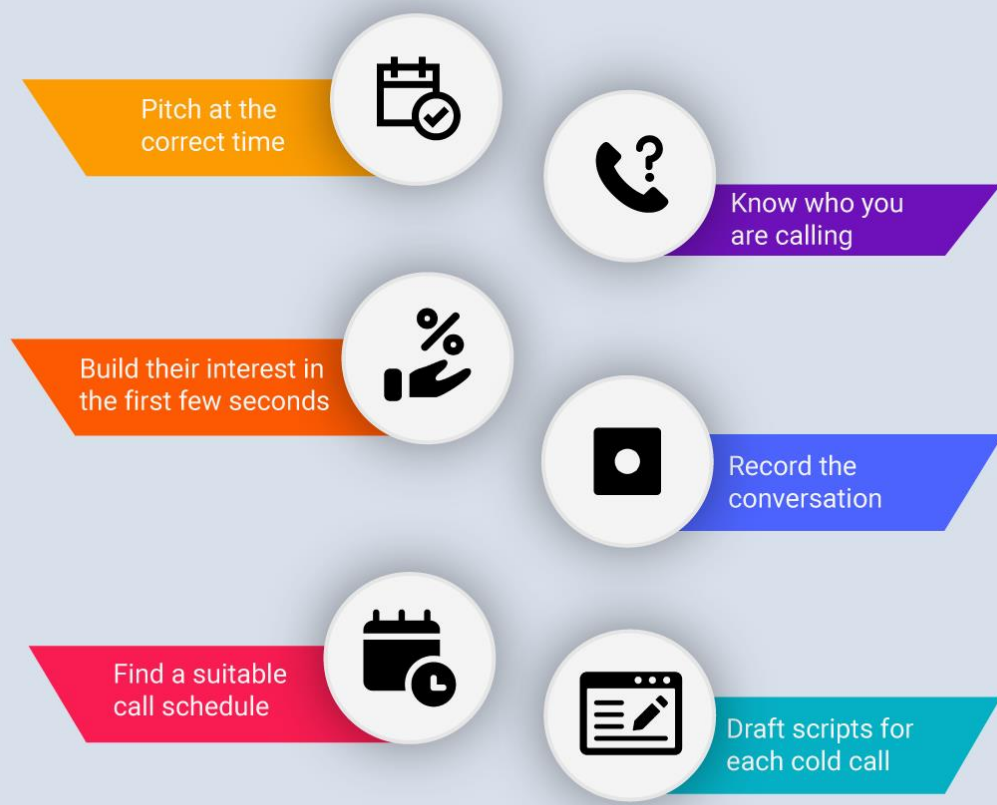 Pitch at the
correct time
Know who you
are calling
Build their interest in
the first few seconds
Record the
conversation
Find a suitable
call schedule
Draft scripts for
each cold call